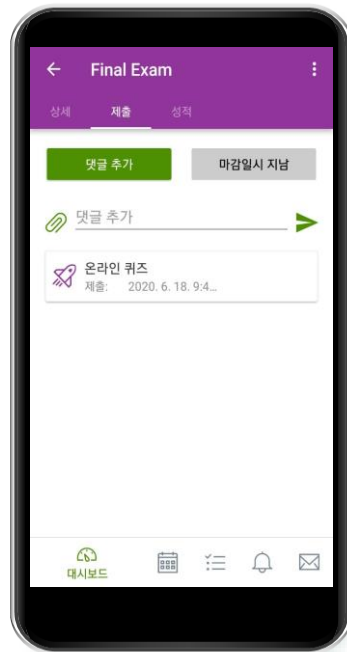 Final Exam
상세 제출 성적
댓글 추가 마감일시 지남
댓글 추가
온라인 퀴즈
제출: 2020. 6. 18. 9:4...
대시보드